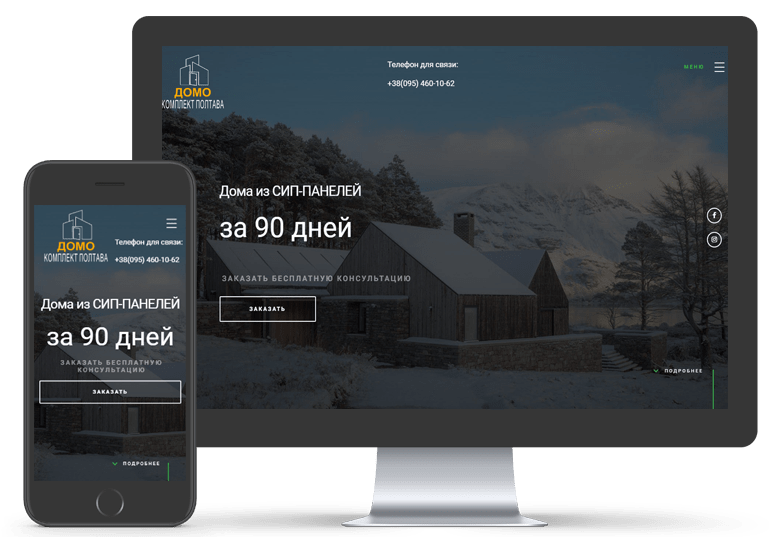 ДОМО
КОМПЛЕКТ ПОЛТАВА
Телефон для связи:
+38(095) 460-10-62
МЕНЮ
Дома из СИП-ПАНЕЛЕЙ
за 90 дней
ЗАКАЗАТЬ БЕСПЛАТНУЮ КОНСУЛЬТАЦИЮ
ЗАКАЗАТЬ
ПОДРОБНЕЕ
ДОМО
КОМПЛЕКТ ПОЛТАВА
Телефон для связи:
+38(095) 460-10-62
Дома из СИП-ПАНЕЛЕЙ
за 90 дней
ЗАКАЗАТЬ БЕСПЛАТНУЮ
КОНСУЛЬТАЦИЮ
ЗАКАЗАТЬ
ПОДРОБНЕЕ